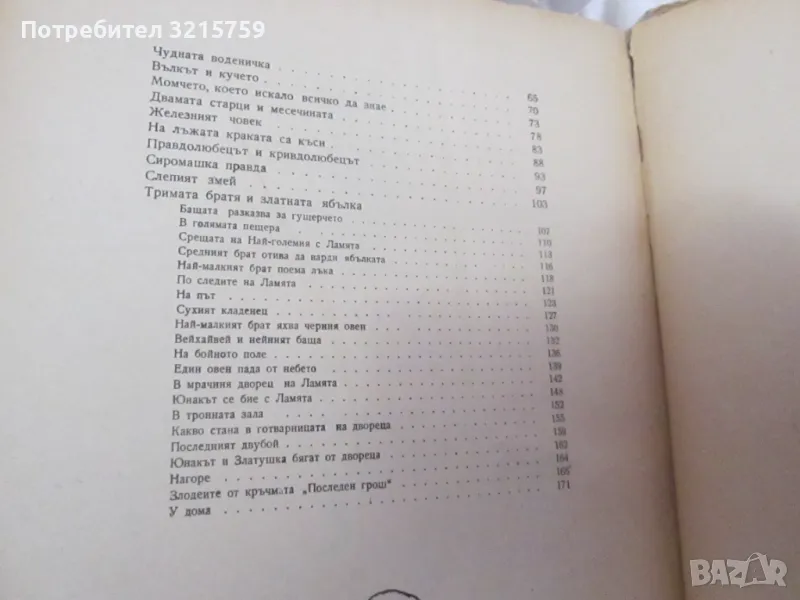 Потребител 3215759
Чудната воденичка
Вълкът и кучето 65
Момчето, което искало всичко да знае 70
Двамата старци и месечината 73
Железният човек 78
На лъжата краката са къси 83
Правдолюбецът и кривдолюбецът 88
Сиромашка правда 93
Слепият змей 97
Тримата братя и златната ябълка 103
Бащата разказва за гущерчето 107
В голямата пещера 110
Срещата на Най-големия с Ламята 113
Средният брат отива да варди ябълката 116
Най-малкият брат поема лъка 118
По следите на Ламята 121
На път 123
Сухият кладенец 127
Най-малкият брат яхва черния овен 130
Вейхайвей и нейният баща 132
На бойното поле 136
Един овен пада от небето 139
В мрачния дворец на Ламята 142
Юнакът се бие с Ламята 148
В тронната зала 152
Какво стана в готварницата на двореца 155
Последният двубой 158
Юнакът и Златушка бягат от двореца 162
Нагоре 164
Злодеите от кръчмата „Последен грош“
У дома 171
BAZAR